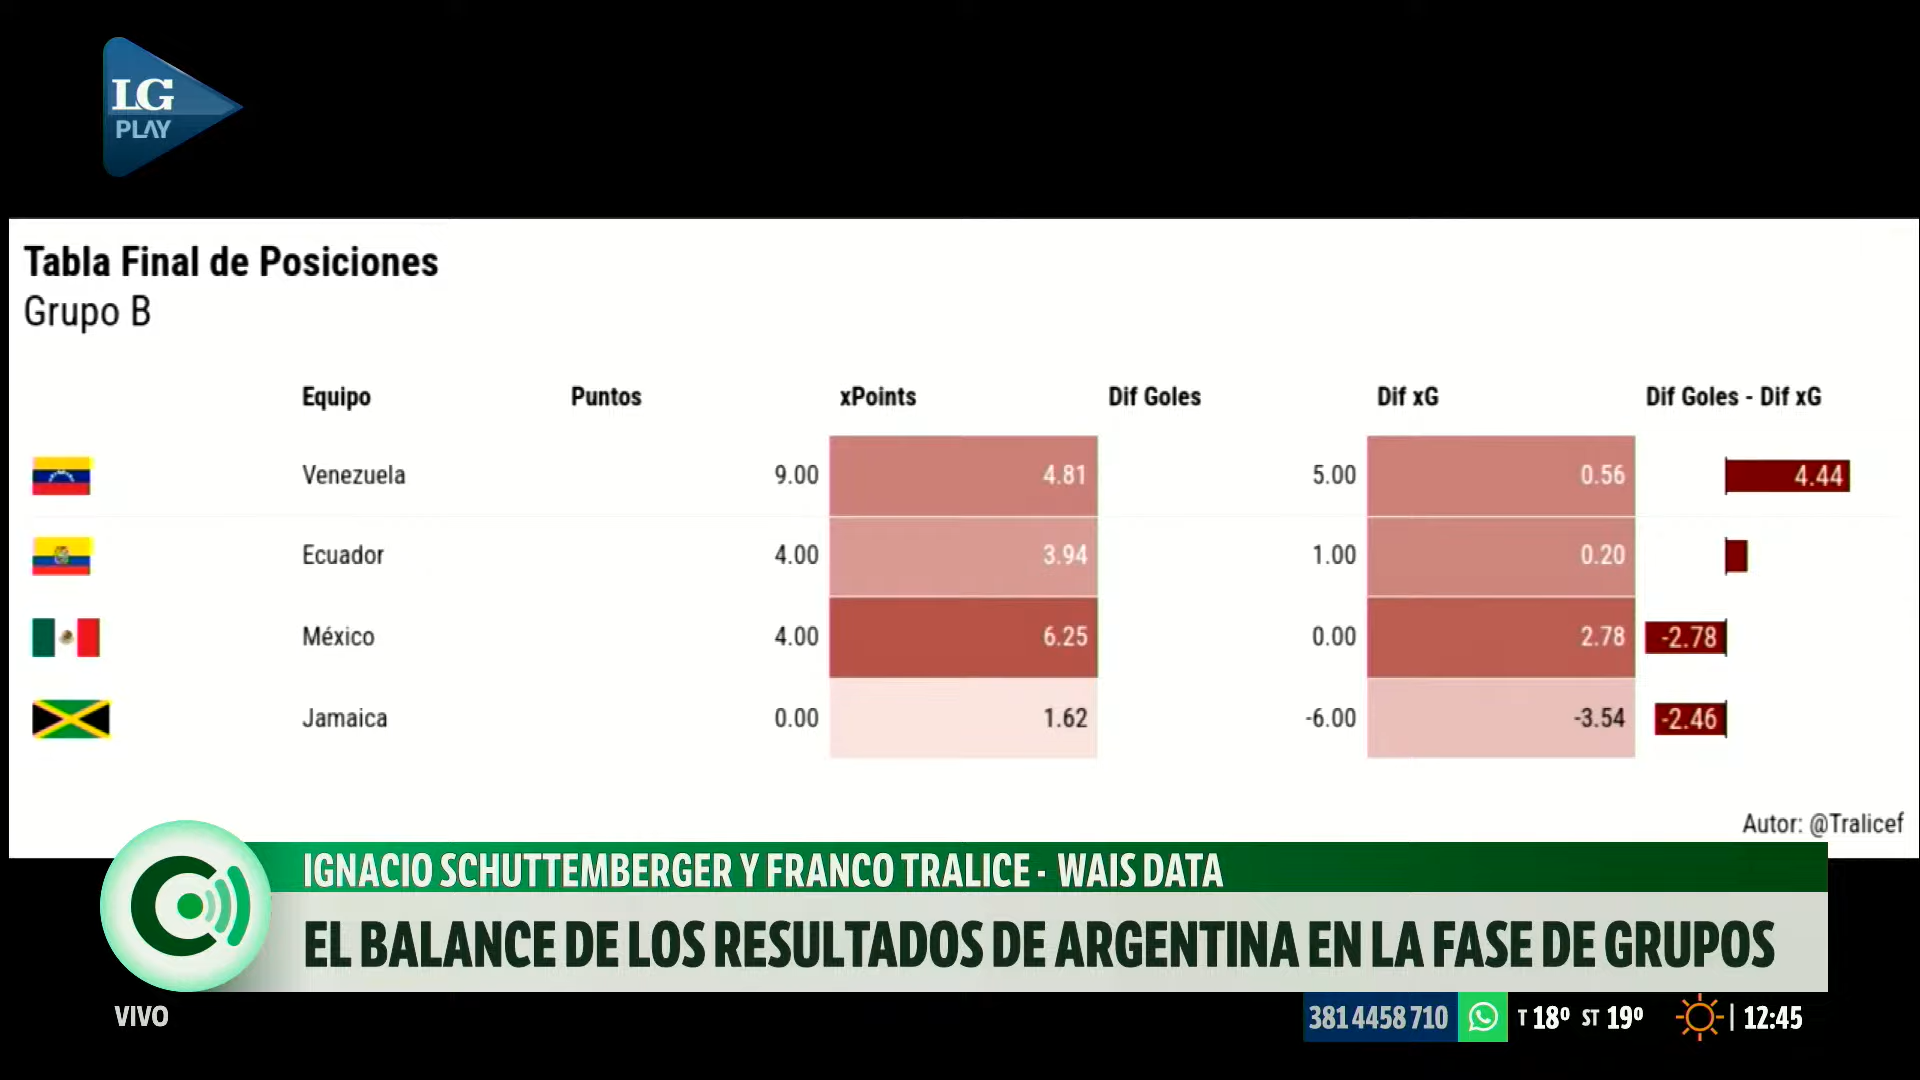 LG
PLAY
Tabla Final de Posiciones
Grupo B
Equipo Puntos xPoints Dif Goles Dif xG Dif Goles - Dif xG
Venezuela 9.00 4.81 5.00 0.56 4.44
Ecuador 4.00 3.94 1.00 0.20
México 4.00 6.25 0.00 2.78 -2.78
Jamaica 0.00 1.62 -6.00 -3.54 -2.46
Autor: @Tralicef
IGNACIO SCHUTTEMBERGER Y FRANCO TRALICE - WAIS DATA
EL BALANCE DE LOS RESULTADOS DE ARGENTINA EN LA FASE DE GRUPOS
VIVO 381 4458 710 T 18º ST 19º | 12:45